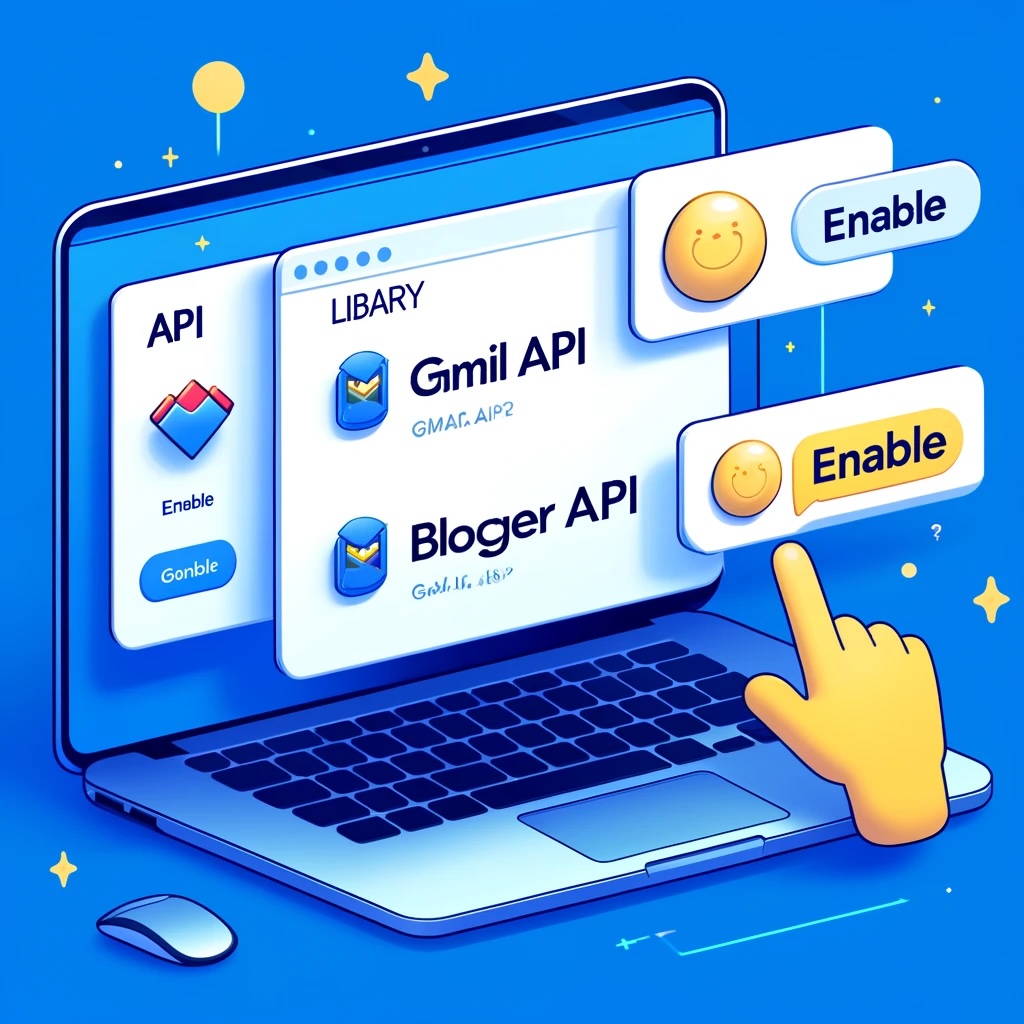 API
Enable
Gonble
LIBARY
Gmil API
Bloger API
Enable
Enable
?